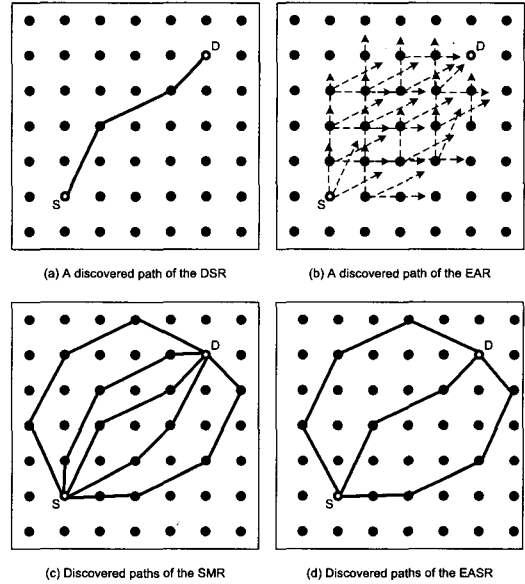 D
S
(a) A discovered path of the DSR
D
S
(b) A discovered path of the EAR
D
S
(c) Discovered paths of the SMR
D
S
(d) Discovered paths of the EASR